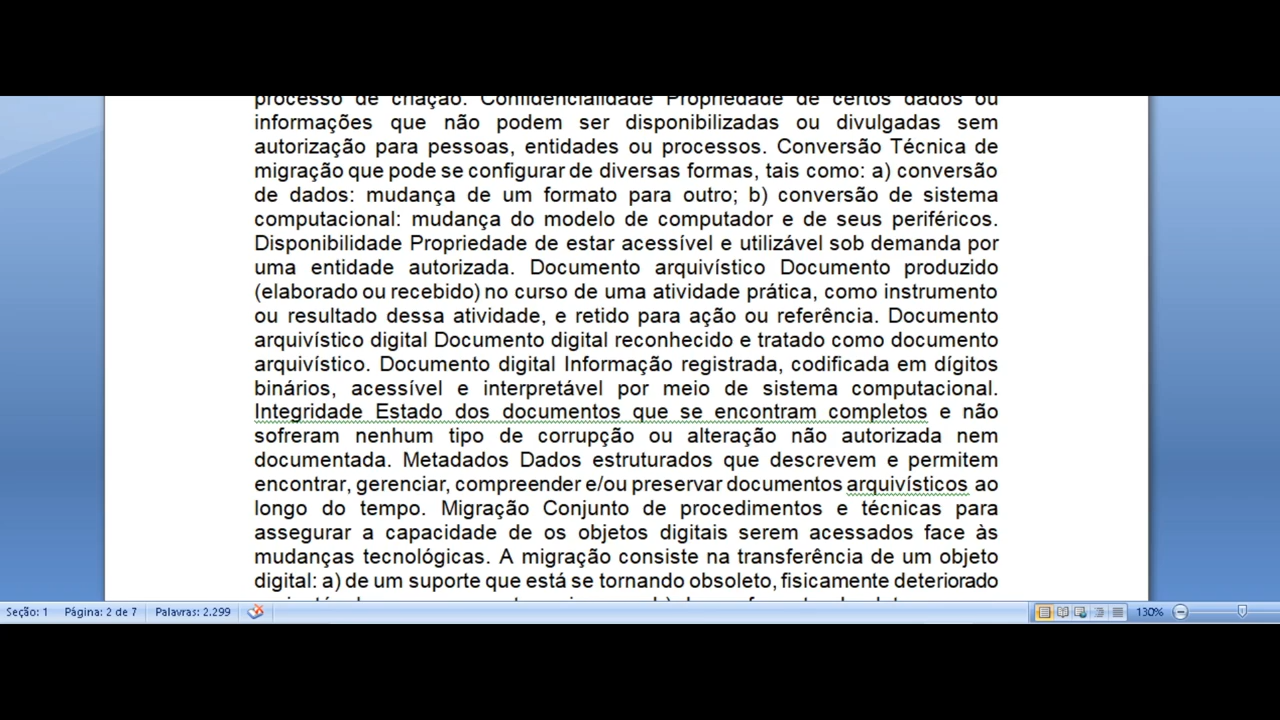 processo de criação. Confidencialidade Propriedade de certos dados ou
informações que não podem ser disponibilizadas ou divulgadas sem
autorização para pessoas, entidades ou processos. Conversão Técnica de
migração que pode se configurar de diversas formas, tais como: a) conversão
de dados: mudança de um formato para outro; b) conversão de sistema
computacional: mudança do modelo de computador e de seus periféricos.
Disponibilidade Propriedade de estar acessível e utilizável sob demanda por
uma entidade autorizada. Documento arquivístico Documento produzido
(elaborado ou recebido) no curso de uma atividade prática, como instrumento
ou resultado dessa atividade, e retido para ação ou referência. Documento
arquivístico digital Documento digital reconhecido e tratado como documento
arquivístico. Documento digital Informação registrada, codificada em dígitos
binários, acessível e interpretável por meio de sistema computacional.
Integridade Estado dos documentos que se encontram completos e não
sofreram nenhum tipo de corrupção ou alteração não autorizada nem
documentada. Metadados Dados estruturados que descrevem e permitem
encontrar, gerenciar, compreender e/ou preservar documentos arquivísticos ao
longo do tempo. Migração Conjunto de procedimentos e técnicas para
assegurar a capacidade de os objetos digitais serem acessados face às
mudanças tecnológicas. A migração consiste na transferência de um objeto
digital: a) de um suporte que está se tornando obsoleto, fisicamente deteriorado
Seção: 1 Página: 2 de 7 Palavras: 2.299 130%